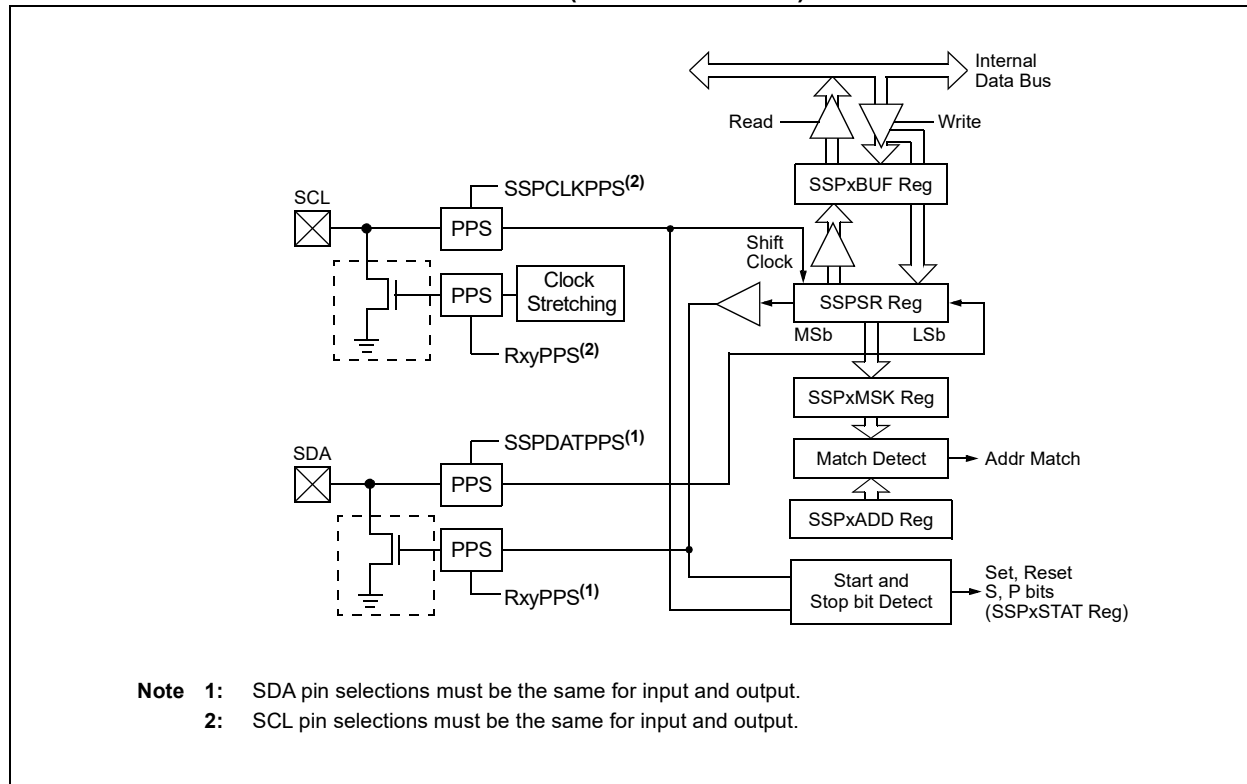 Internal
Data Bus
Read
Write
SSPxBUF Reg
SSPCLKPPS(2)
SCL
PPS
Shift
Clock
PPS
Clock
Stretching
SSPSR Reg
MSb
LSb
RxyPPS(2)
SSPxMSK Reg
SSPDATPPS(1)
SDA
PPS
Match Detect
Addr Match
SSPxADD Reg
PPS
RxyPPS(1)
Start and
Stop bit Detect
Set, Reset
S, P bits
(SSPxSTAT Reg)
Note 1: SDA pin selections must be the same for input and output.
2: SCL pin selections must be the same for input and output.